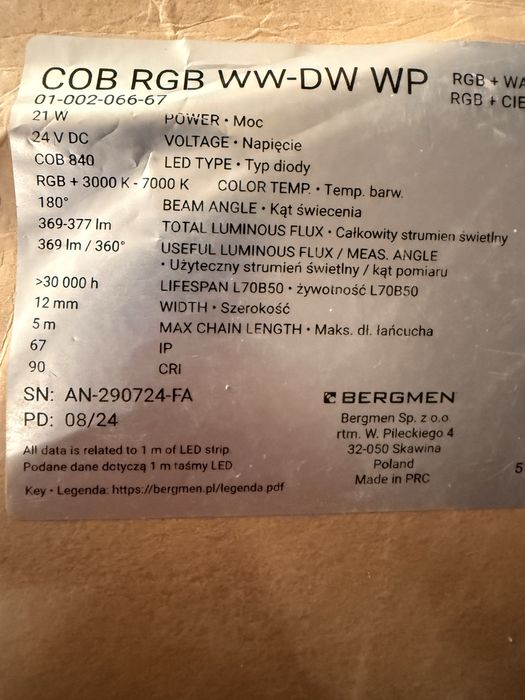 COB RGB WW-DW WP
RGB + WA
RGB + CIE
01-002-066-67
21 W POWER • Moc
24 V DC VOLTAGE • Napięcie
COB 840 LED TYPE • Typ diody
RGB + 3000 K - 7000 K COLOR TEMP. • Temp. barw.
180° BEAM ANGLE • Kąt świecenia
369-377 lm TOTAL LUMINOUS FLUX • Całkowity strumien świetlny
369 lm / 360° USEFUL LUMINOUS FLUX / MEAS. ANGLE
• Użyteczny strumień świetlny / kąt pomiaru
>30 000 h LIFESPAN L70B50 • żywotność L70B50
12 mm WIDTH • Szerokość
5 m MAX CHAIN LENGTH • Maks. dł. łańcucha
67 IP
90 CRI
SN: AN-290724-FA
PD: 08/24
All data is related to 1 m of LED strip
Podane dane dotyczą 1 m taśmy LED
Key • Legenda: https://bergmen.pl/legenda.pdf
BERGMEN
Bergmen Sp. z o.o
rtm. W. Pileckiego 4
32-050 Skawina
Poland
Made in PRC
5